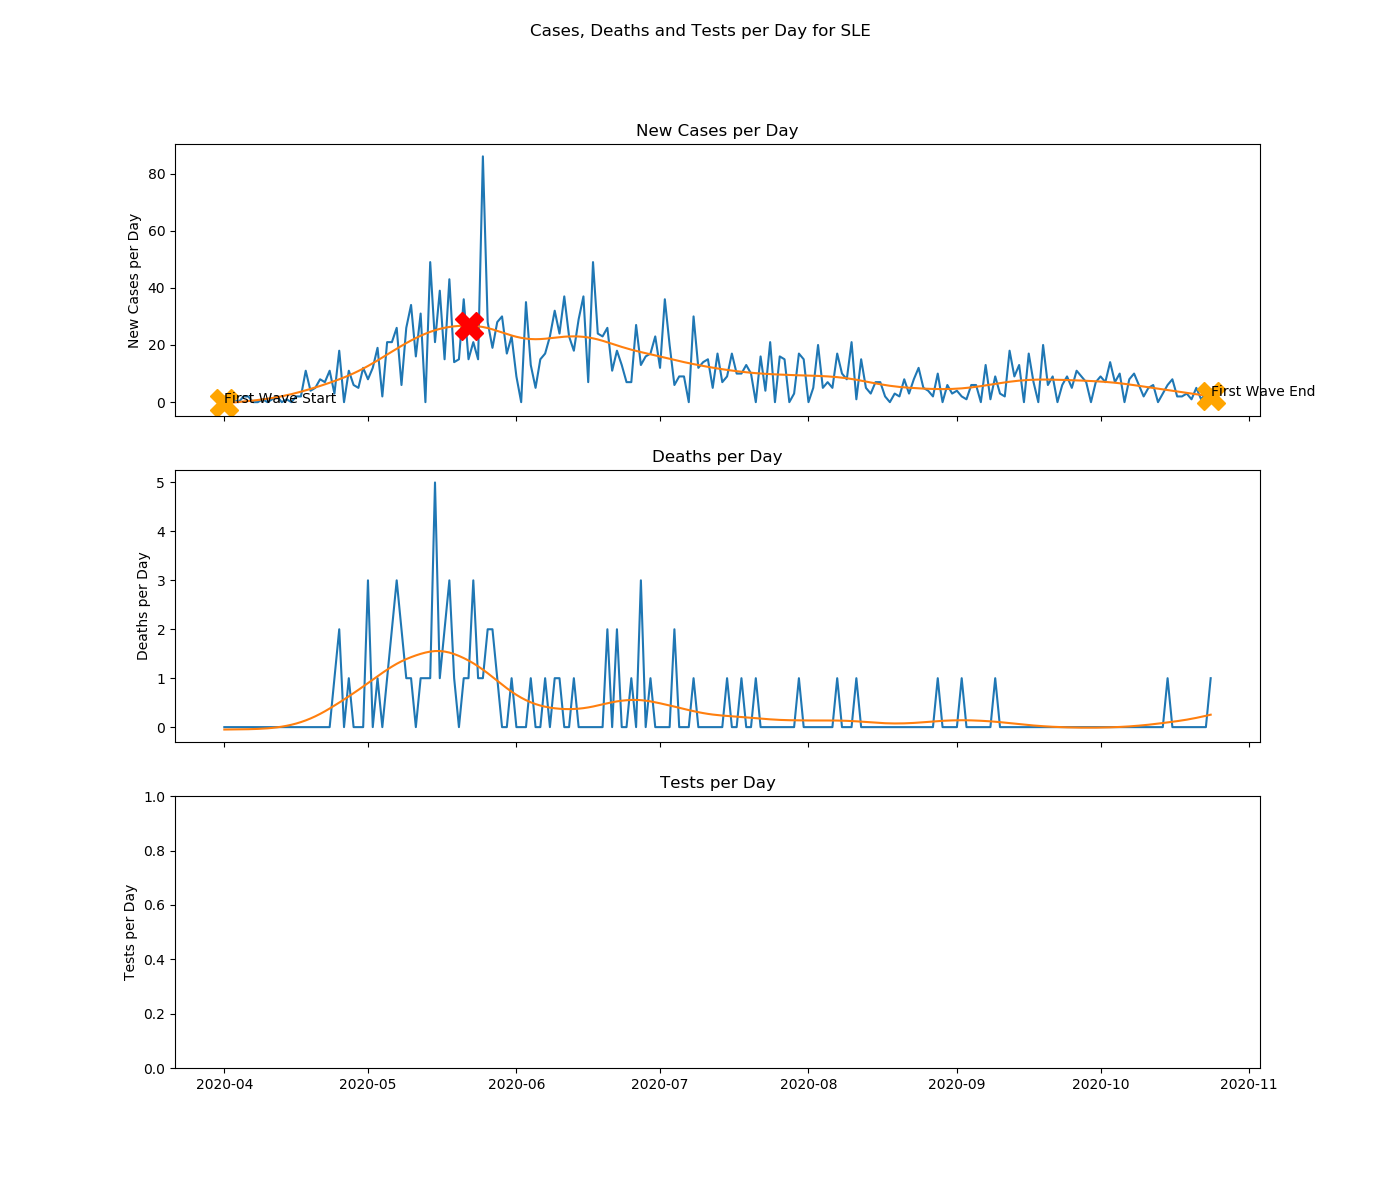 Cases, Deaths and Tests per Day for SLE
New Cases per Day
New Cases per Day
80
60
40
20
0
First Wave Start
First Wave End
Deaths per Day
Deaths per Day
5
4
3
2
1
0
Tests per Day
Tests per Day
1.0
0.8
0.6
0.4
0.2
0.0
2020-04 2020-05 2020-06 2020-07 2020-08 2020-09 2020-10 2020-11